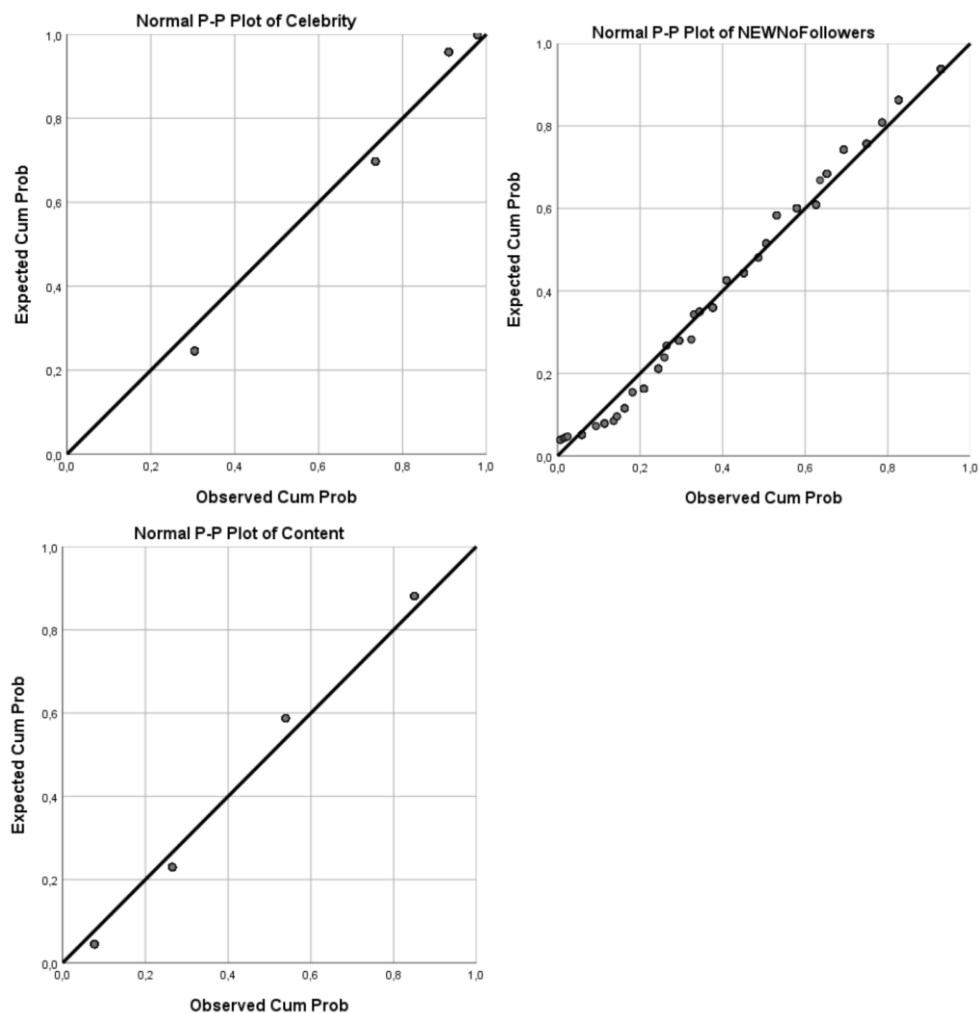 Normal P-P Plot of Celebrity
1,0
0,8
0,6
0,4
0,2
0,0
0,0 0,2 0,4 0,6 0,8 1,0
Expected Cum Prob
Observed Cum Prob
Normal P-P Plot of NEWNoFollowers
1,0
0,8
0,6
0,4
0,2
0,0
0,0 0,2 0,4 0,6 0,8 1,0
Expected Cum Prob
Observed Cum Prob
Normal P-P Plot of Content
1,0
0,8
0,6
0,4
0,2
0,0
0,0 0,2 0,4 0,6 0,8 1,0
Expected Cum Prob
Observed Cum Prob